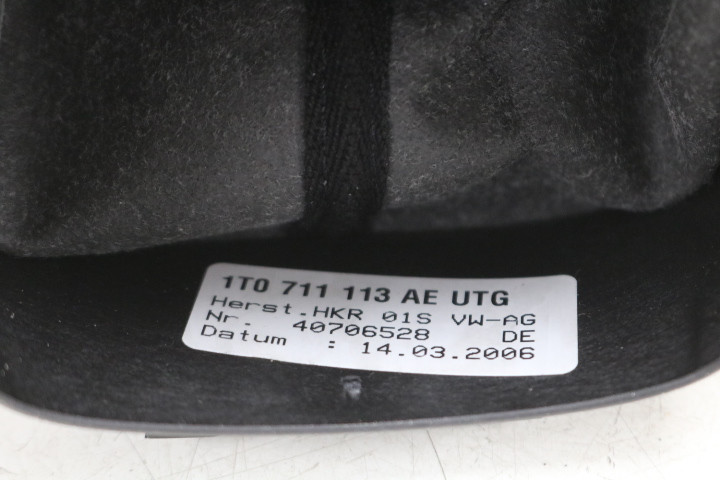 1T0 711 113 AE UTG
Herst.HKR 01S VW-AG
Nr. 40706528 DE
Datum : 14.03.2006